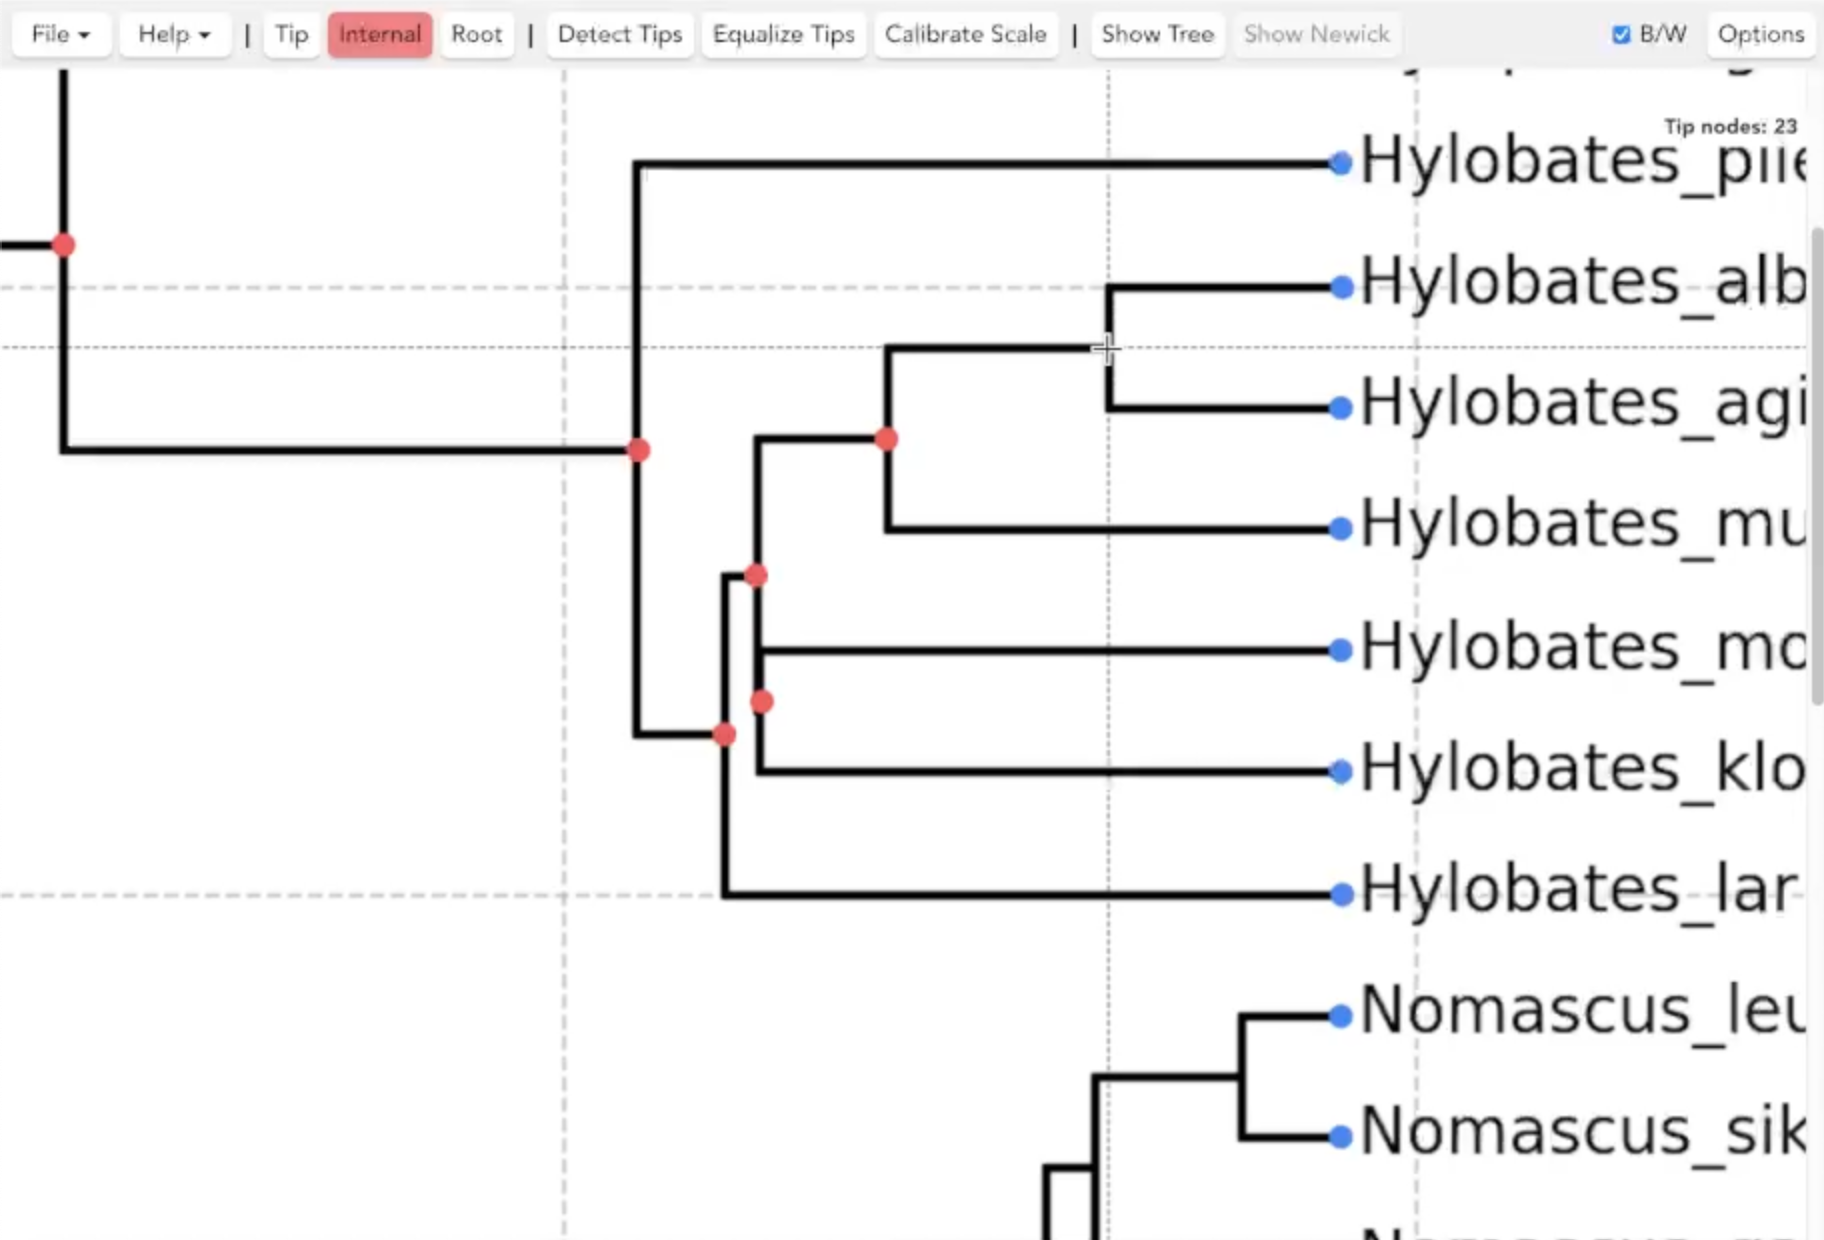 File Help | Tip Internal Root | Detect Tips Equalize Tips Calibrate Scale | Show Tree Show Newick B/W Options
Tip nodes: 23
Hylobates_pile
Hylobates_alb
Hylobates_agi
Hylobates_mu
Hylobates_mo
Hylobates_klo
Hylobates_lar
Nomascus_leu
Nomascus_sik